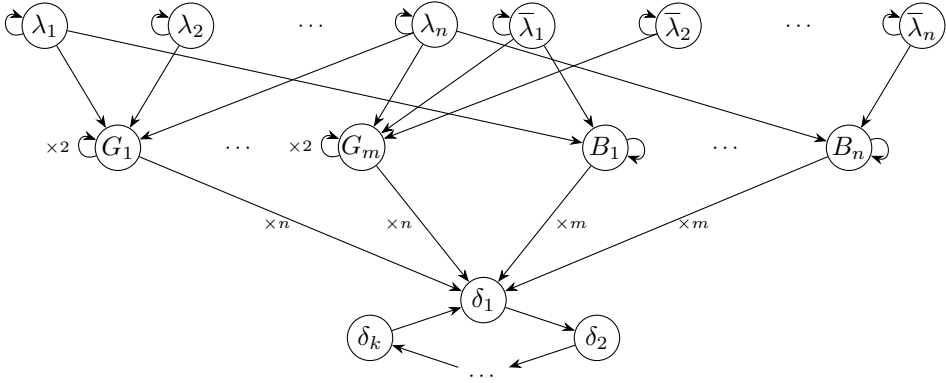 λ₁ λ₂ ... λₙ λ̅₁ λ̅₂ ... λ̅ₙ
×2 G₁ ... ×2 Gₘ B₁ ... Bₙ
×n ×n ×m ×m
δ₁
δₖ δ₂
...